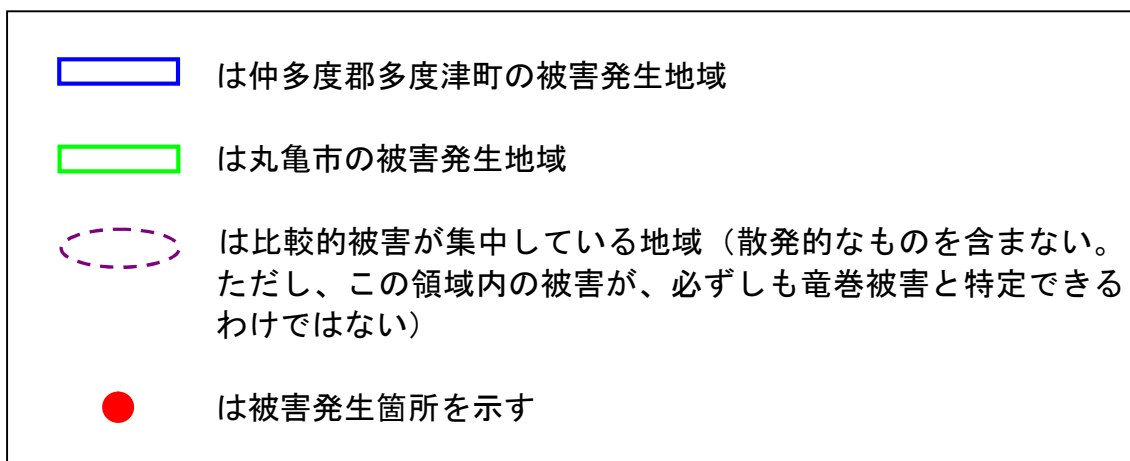 は仲多度郡多度津町の被害発生地域
は丸亀市の被害発生地域
は比較的被害が集中している地域（散発的なものを含まない。
ただし、この領域内の被害が、必ずしも竜巻被害と特定できる
わけではない）
は被害発生箇所を示す